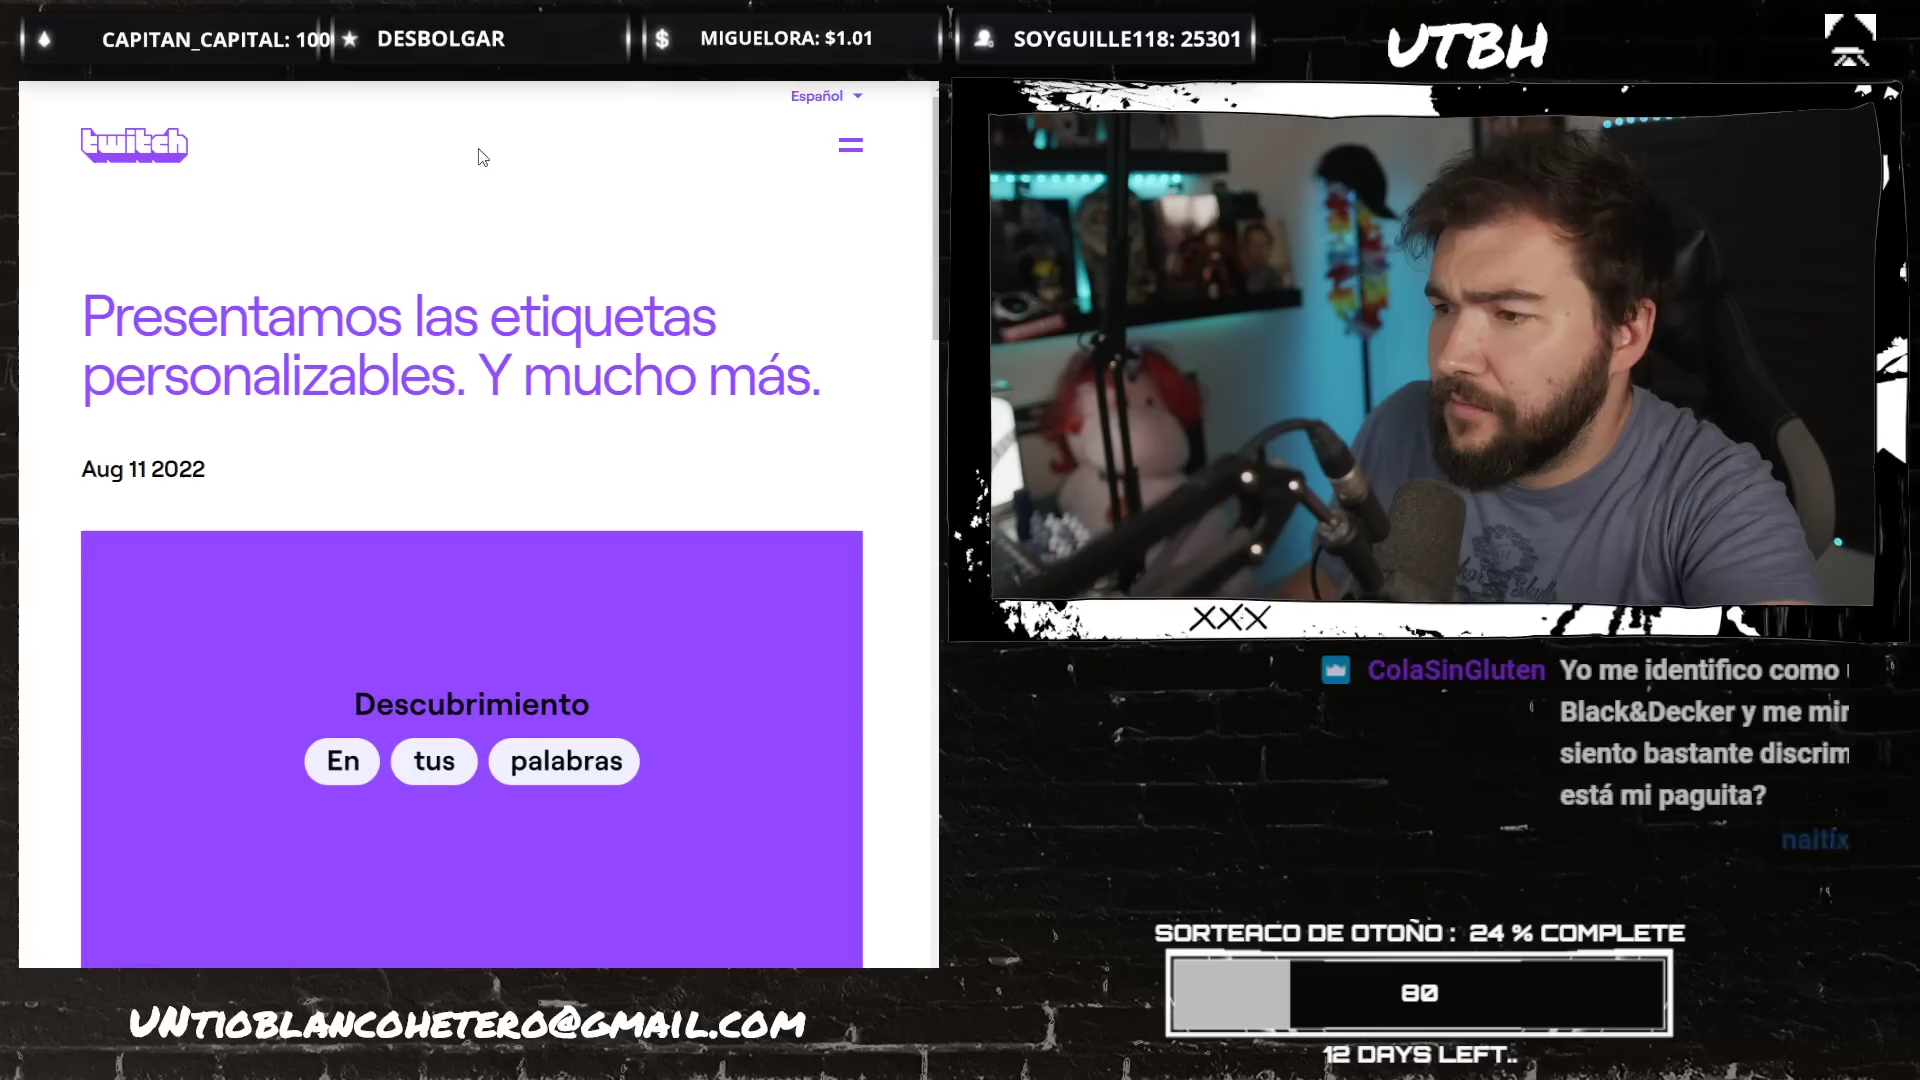 CAPITAN_CAPITAL: 100
DESBOLGAR
MIGUELORA: $1.01
SOYGUILLE118: 25301
UTBH
Español
twitch
Presentamos las etiquetas
personalizables. Y mucho más.
Aug 11 2022
Descubrimiento
En tus palabras
XXX
ColaSinGluten Yo me identifico como
Black&Decker y me mir
siento bastante discrim
está mi paguita?
naitix
SORTEACO DE OTOÑO : 24 % COMPLETE
80
12 DAYS LEFT..
UNTIOBLANCOHETERO@GMAIL.COM